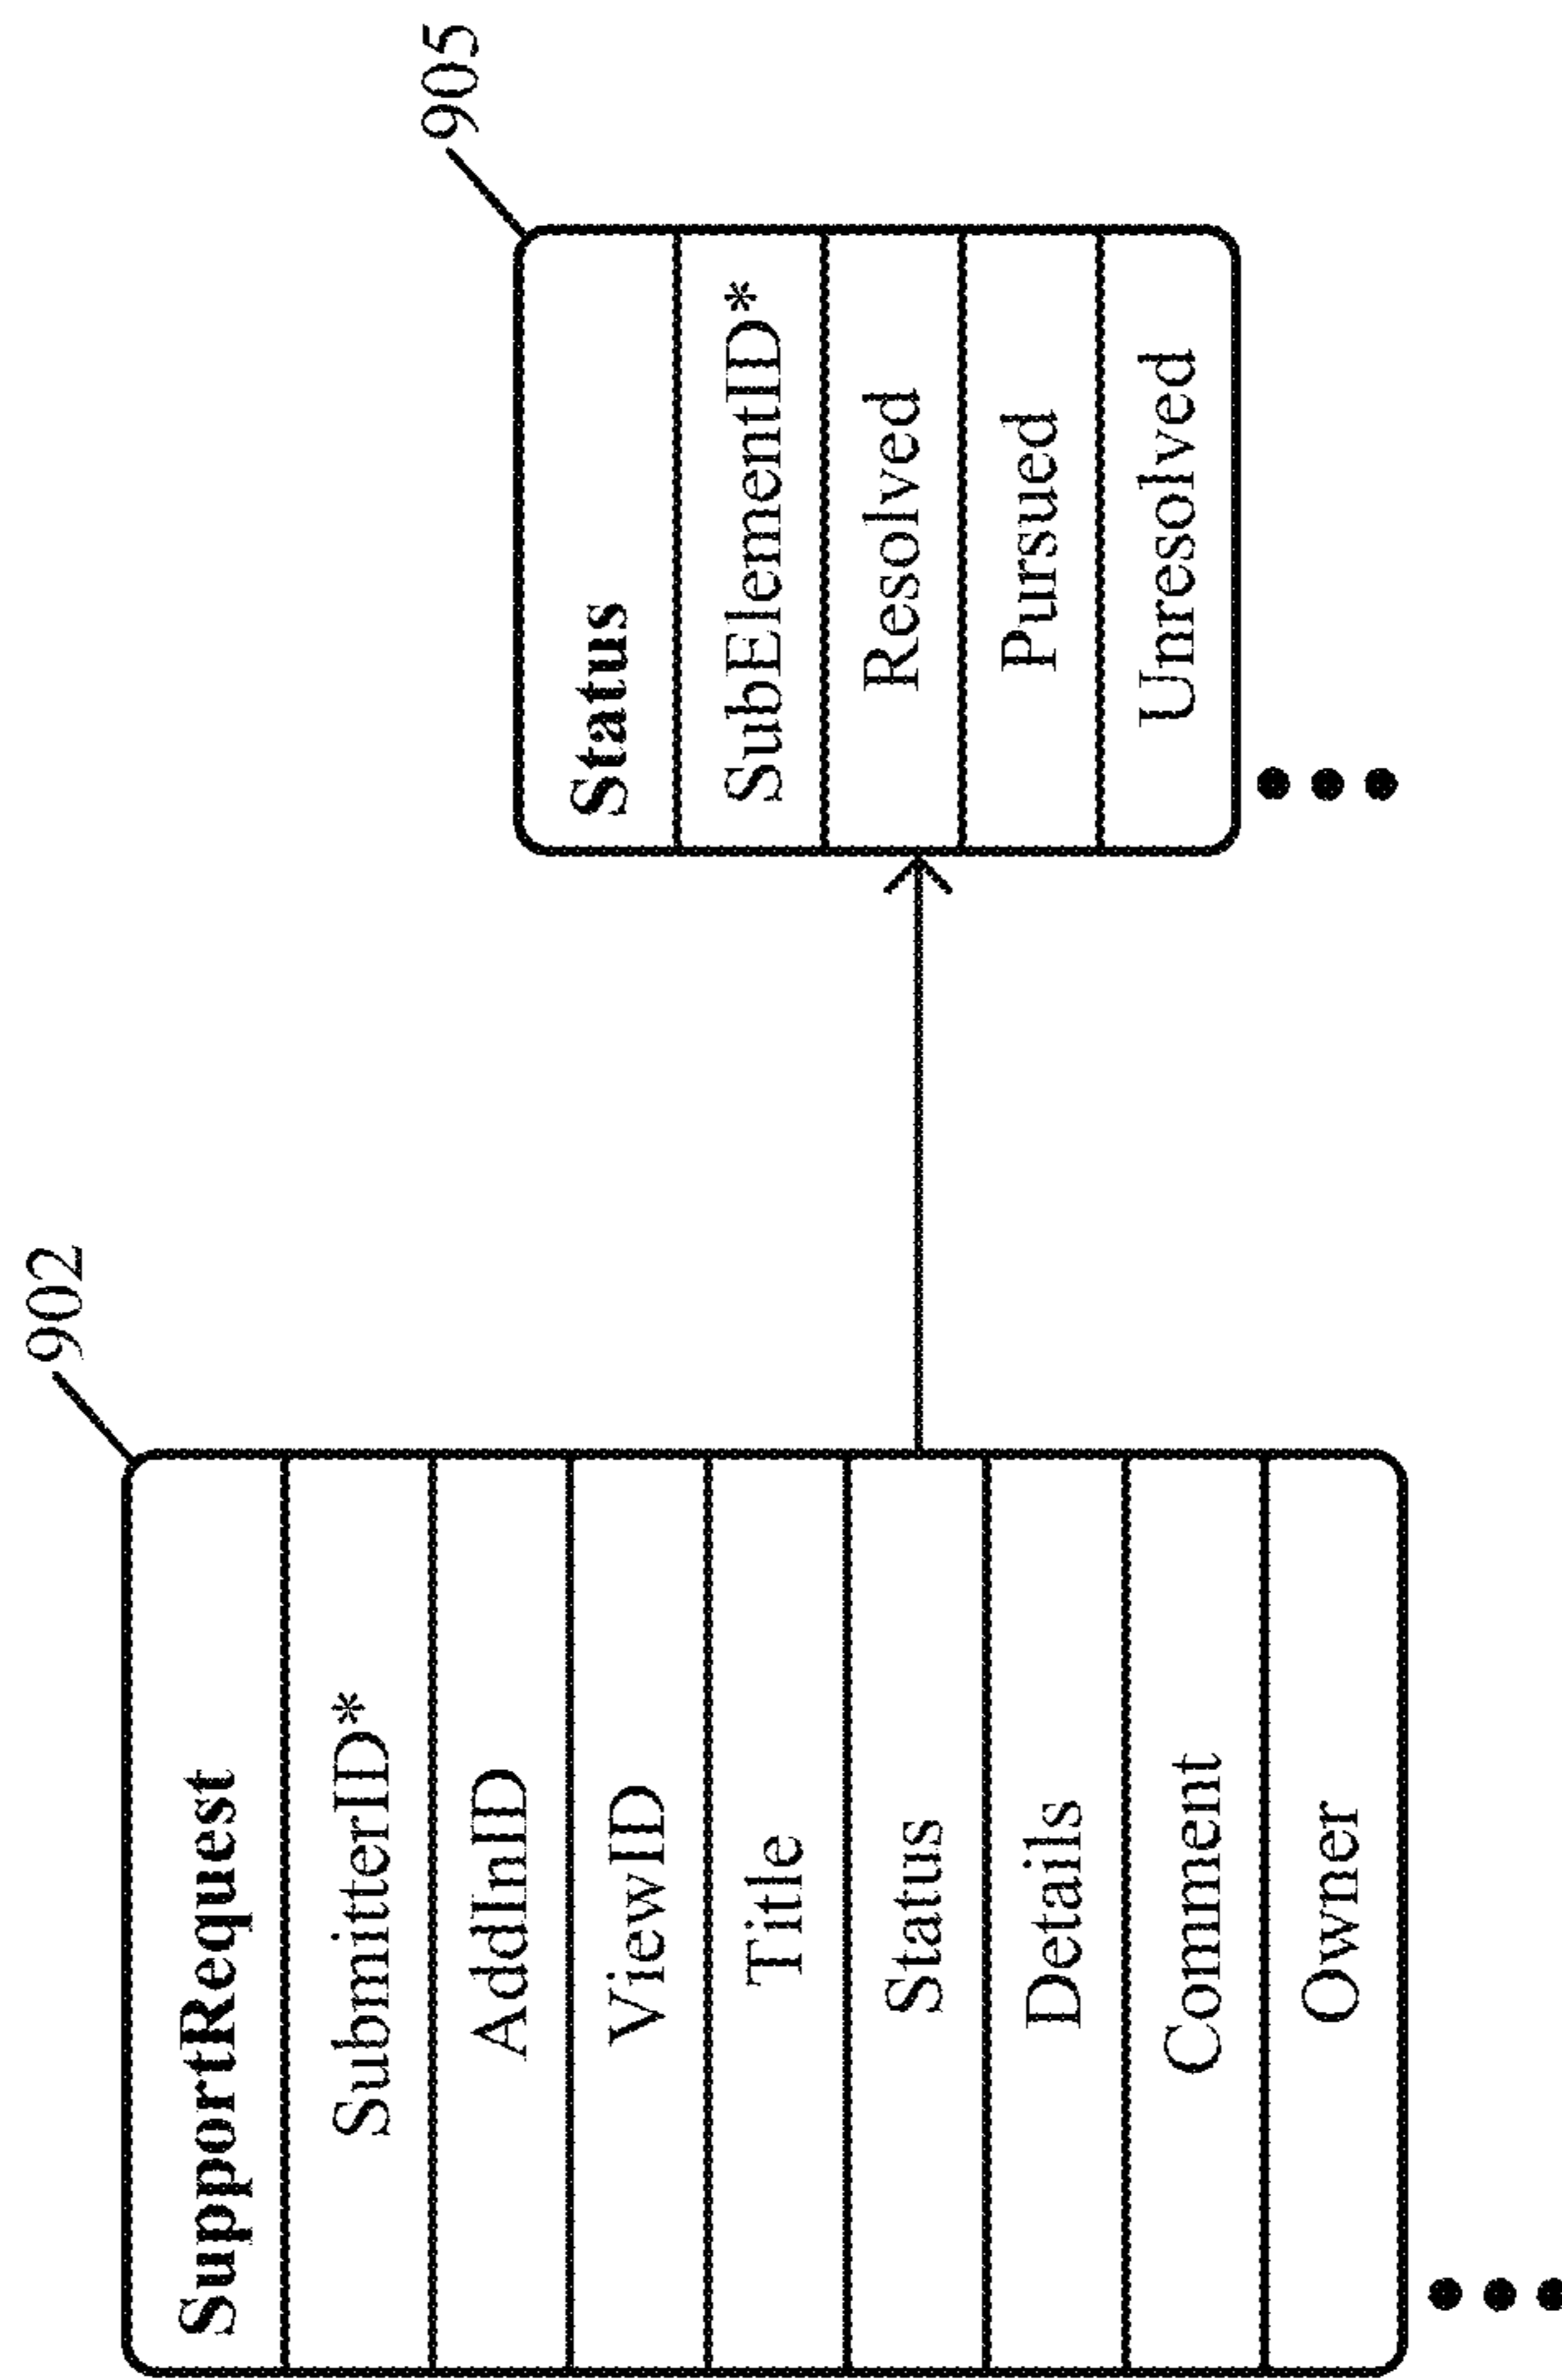 902
SupportRequest
SubmitterID*
AddInID
ViewID
Title
Status
Details
Comment
Owner
905
Status
SubElementID*
Resolved
Pursued
Unresolved